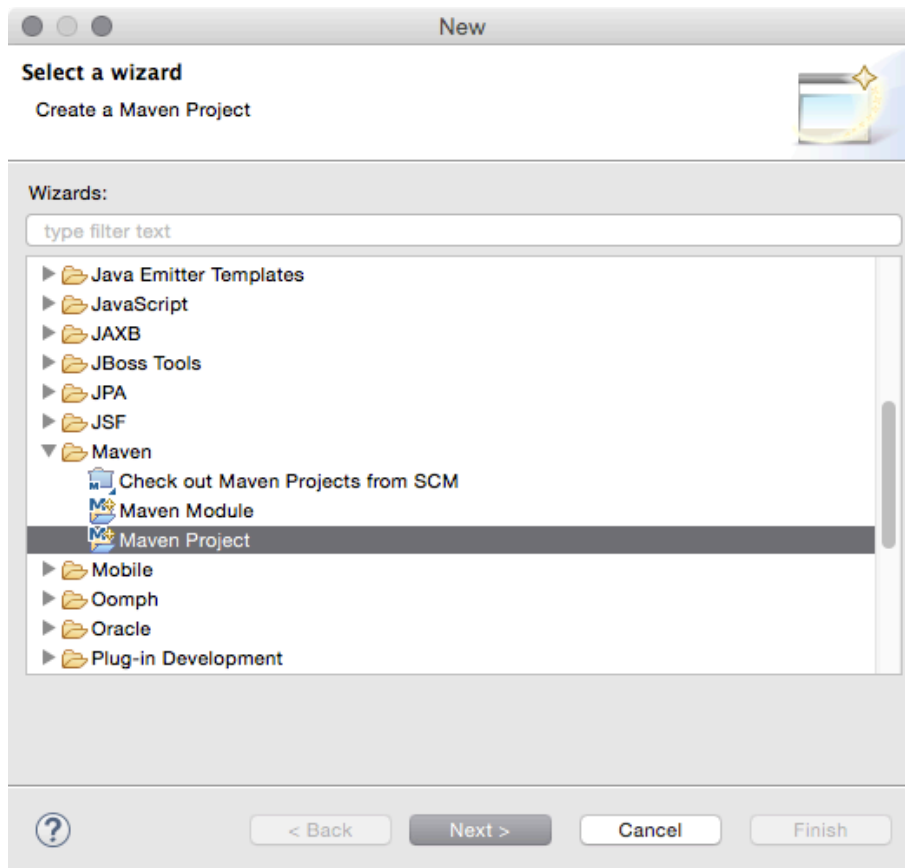 New
Select a wizard
Create a Maven Project
Wizards:
type filter text
Java Emitter Templates
JavaScript
JAXB
JBoss Tools
JPA
JSF
Maven
Check out Maven Projects from SCM
Maven Module
Maven Project
Mobile
Oomph
Oracle
Plug-in Development
? < Back Next > Cancel Finish